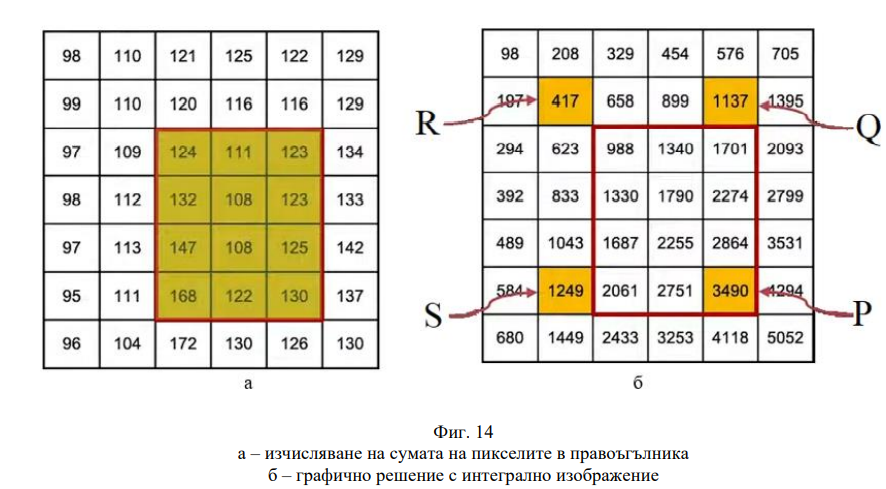 98 110 121 125 122 129
99 110 120 116 116 129
97 109 124 111 123 134
98 112 132 108 123 133
97 113 147 108 125 142
95 111 168 122 130 137
96 104 172 130 126 130
а
98 208 329 454 576 705
197 417 658 899 1137 1395
R
Q
294 623 988 1340 1701 2093
392 833 1330 1790 2274 2799
489 1043 1687 2255 2864 3531
584 1249 2061 2751 3490 4294
S
P
680 1449 2433 3253 4118 5052
б
Фиг. 14
а – изчисляване на сумата на пикселите в правоъгълника
б – графично решение с интегрално изображение